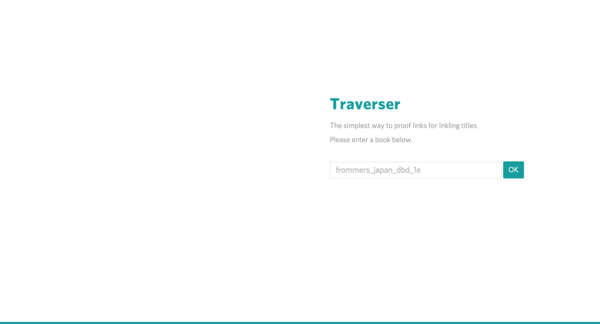 Traverser
The simplest way to proof links for Inkling titles.
Please enter a book below.
frommers_japan_dbd_1e
OK